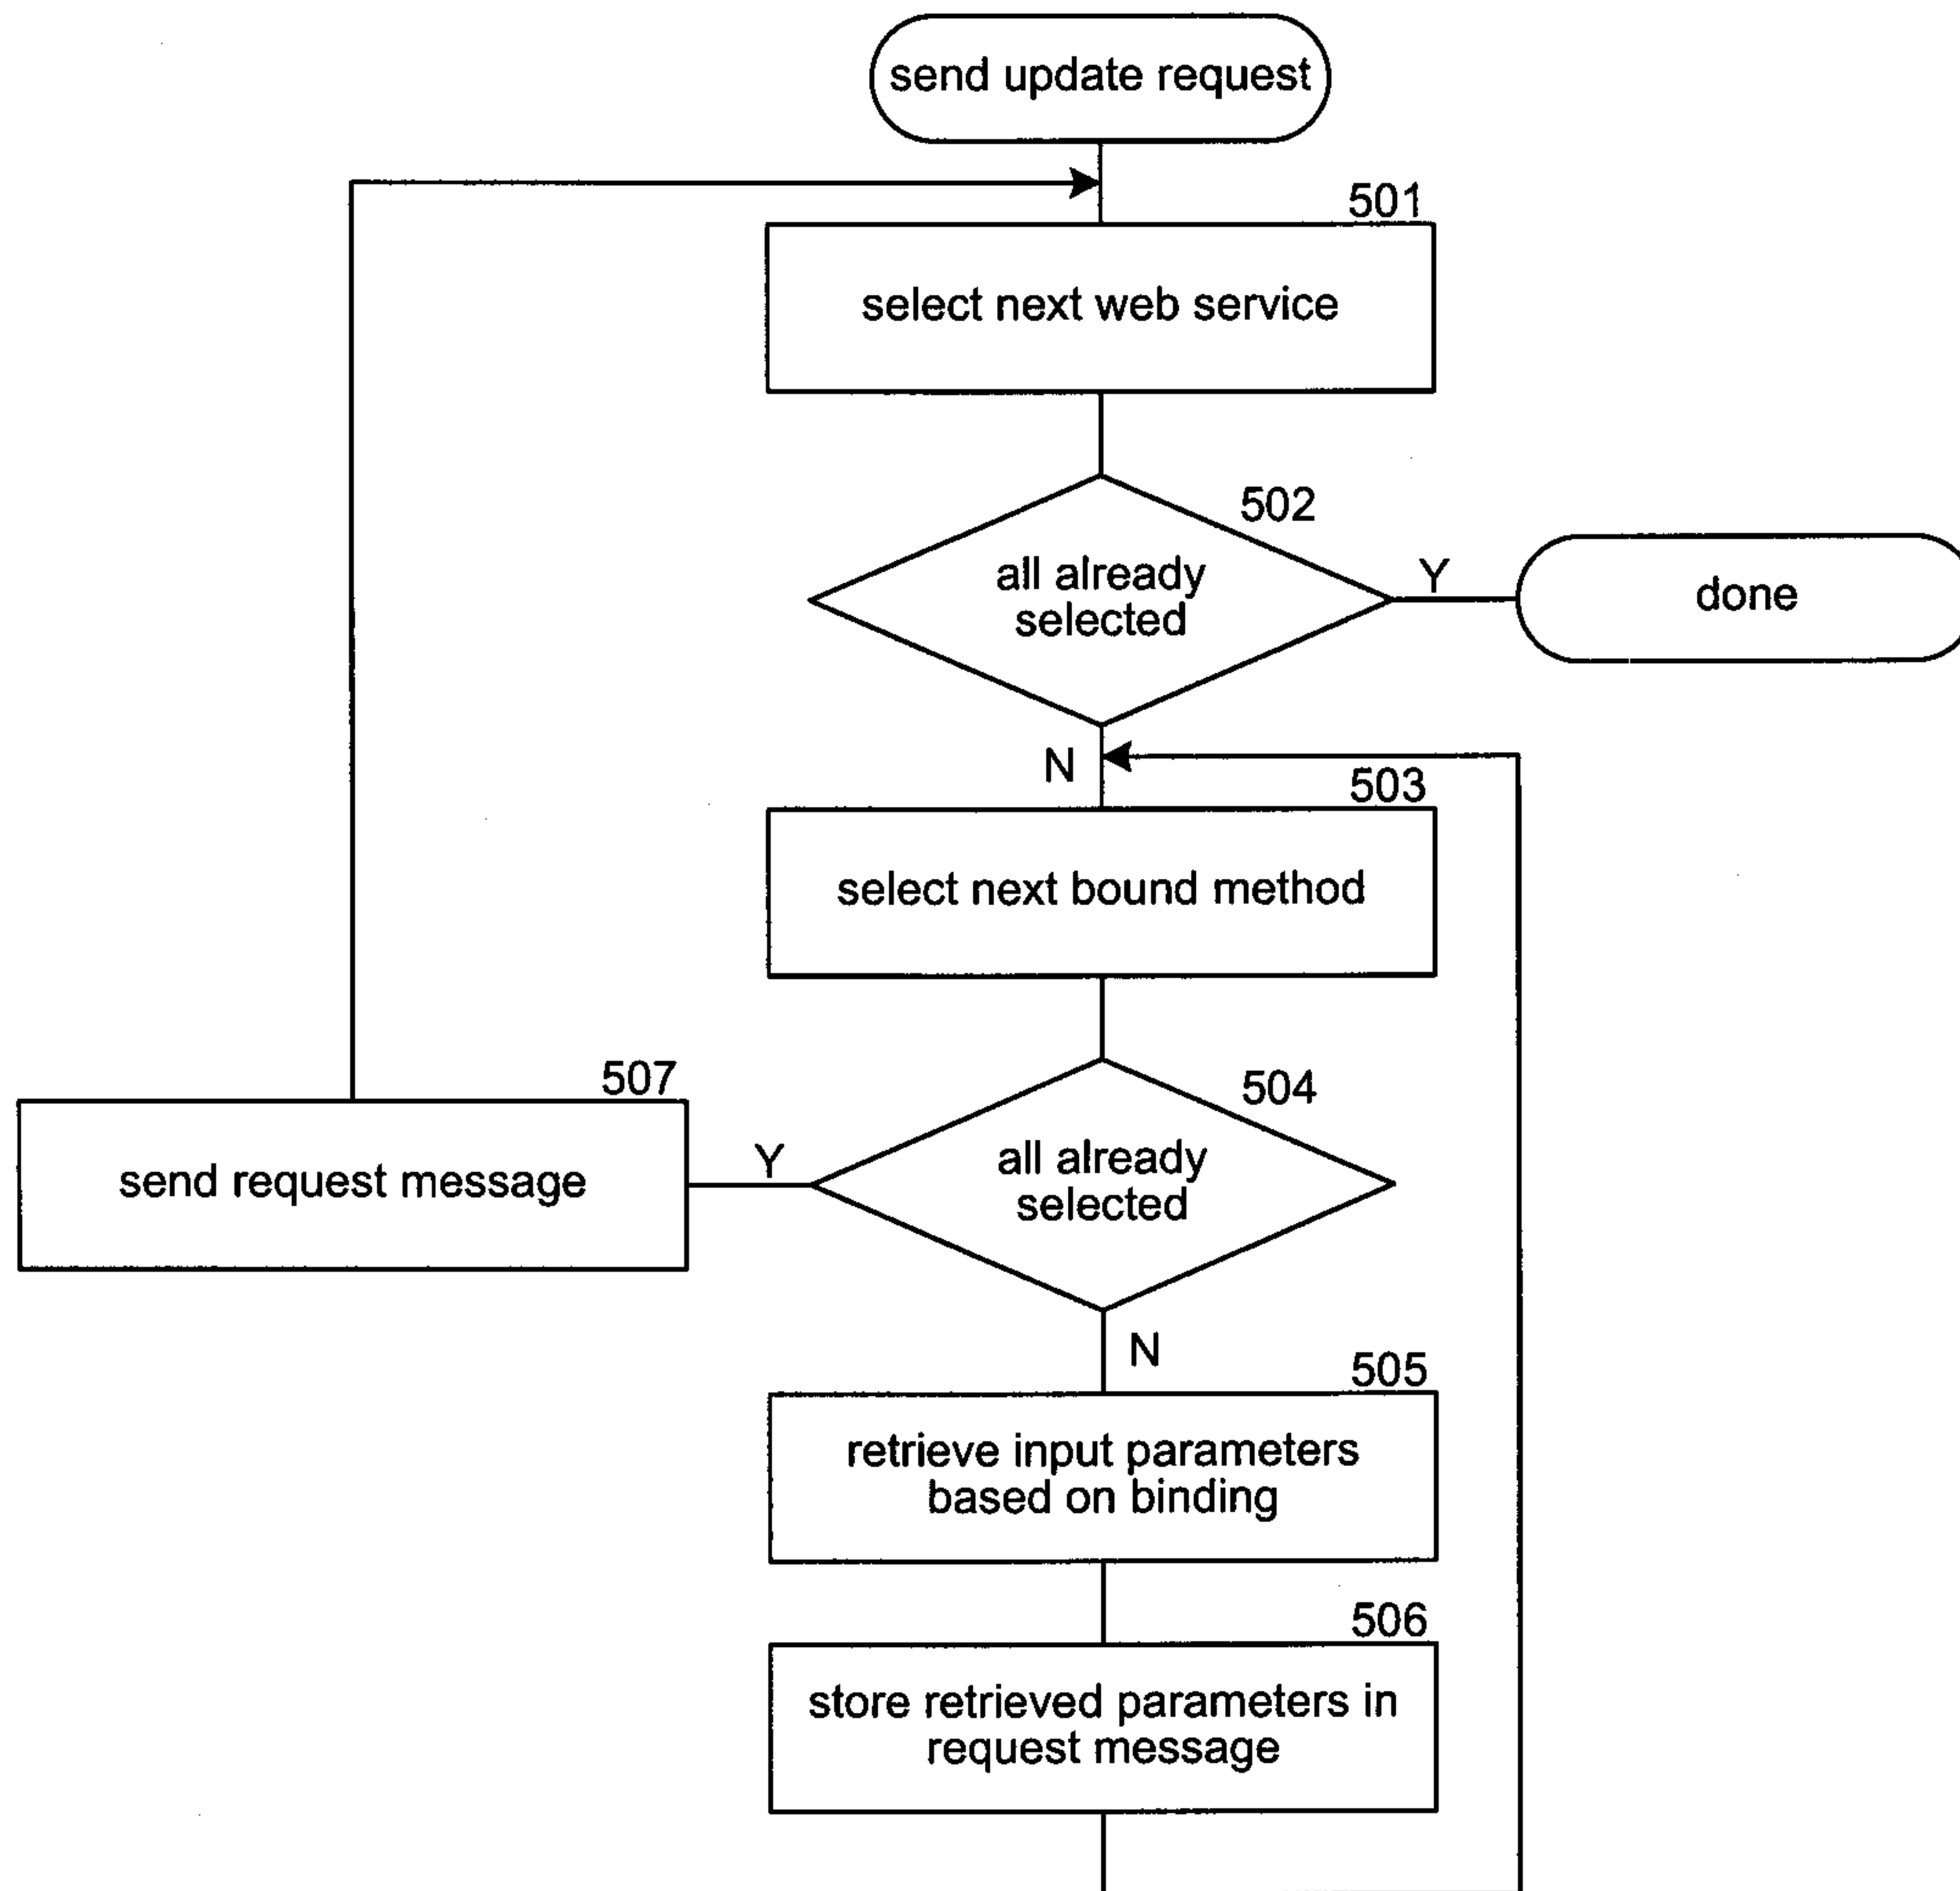 send update request
501
select next web service
502
all already
selected
Y
done
N
503
select next bound method
507
send request message
Y
504
all already
selected
N
505
retrieve input parameters
based on binding
506
store retrieved parameters in
request message